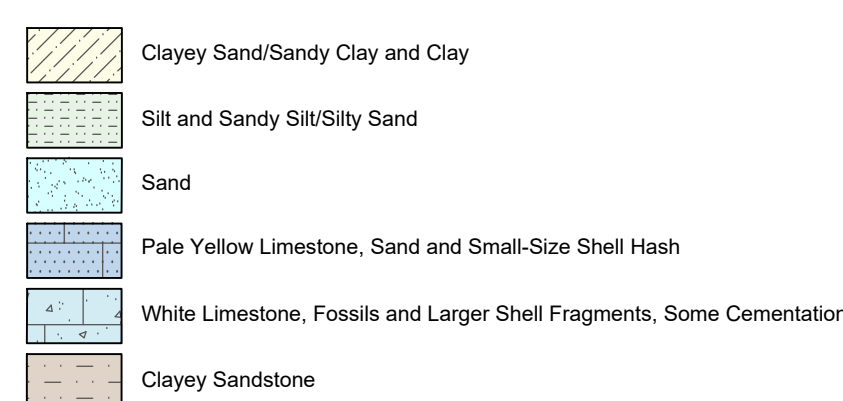 Clayey Sand/Sandy Clay and Clay
Silt and Sandy Silt/Silty Sand
Sand
Pale Yellow Limestone, Sand and Small-Size Shell Hash
White Limestone, Fossils and Larger Shell Fragments, Some Cementation
Clayey Sandstone